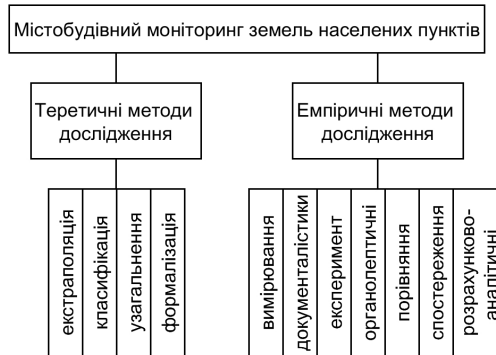 Містобудівний моніторинг земель населених пунктів
Теретичні методи
дослідження
Емпіричні методи
дослідження
екстраполяція
класифікація
узагальнення
формалізація
вимірювання
документалістики
експеримент
органолептичні
порівняння
спостереження
розрахунково-
аналітичні